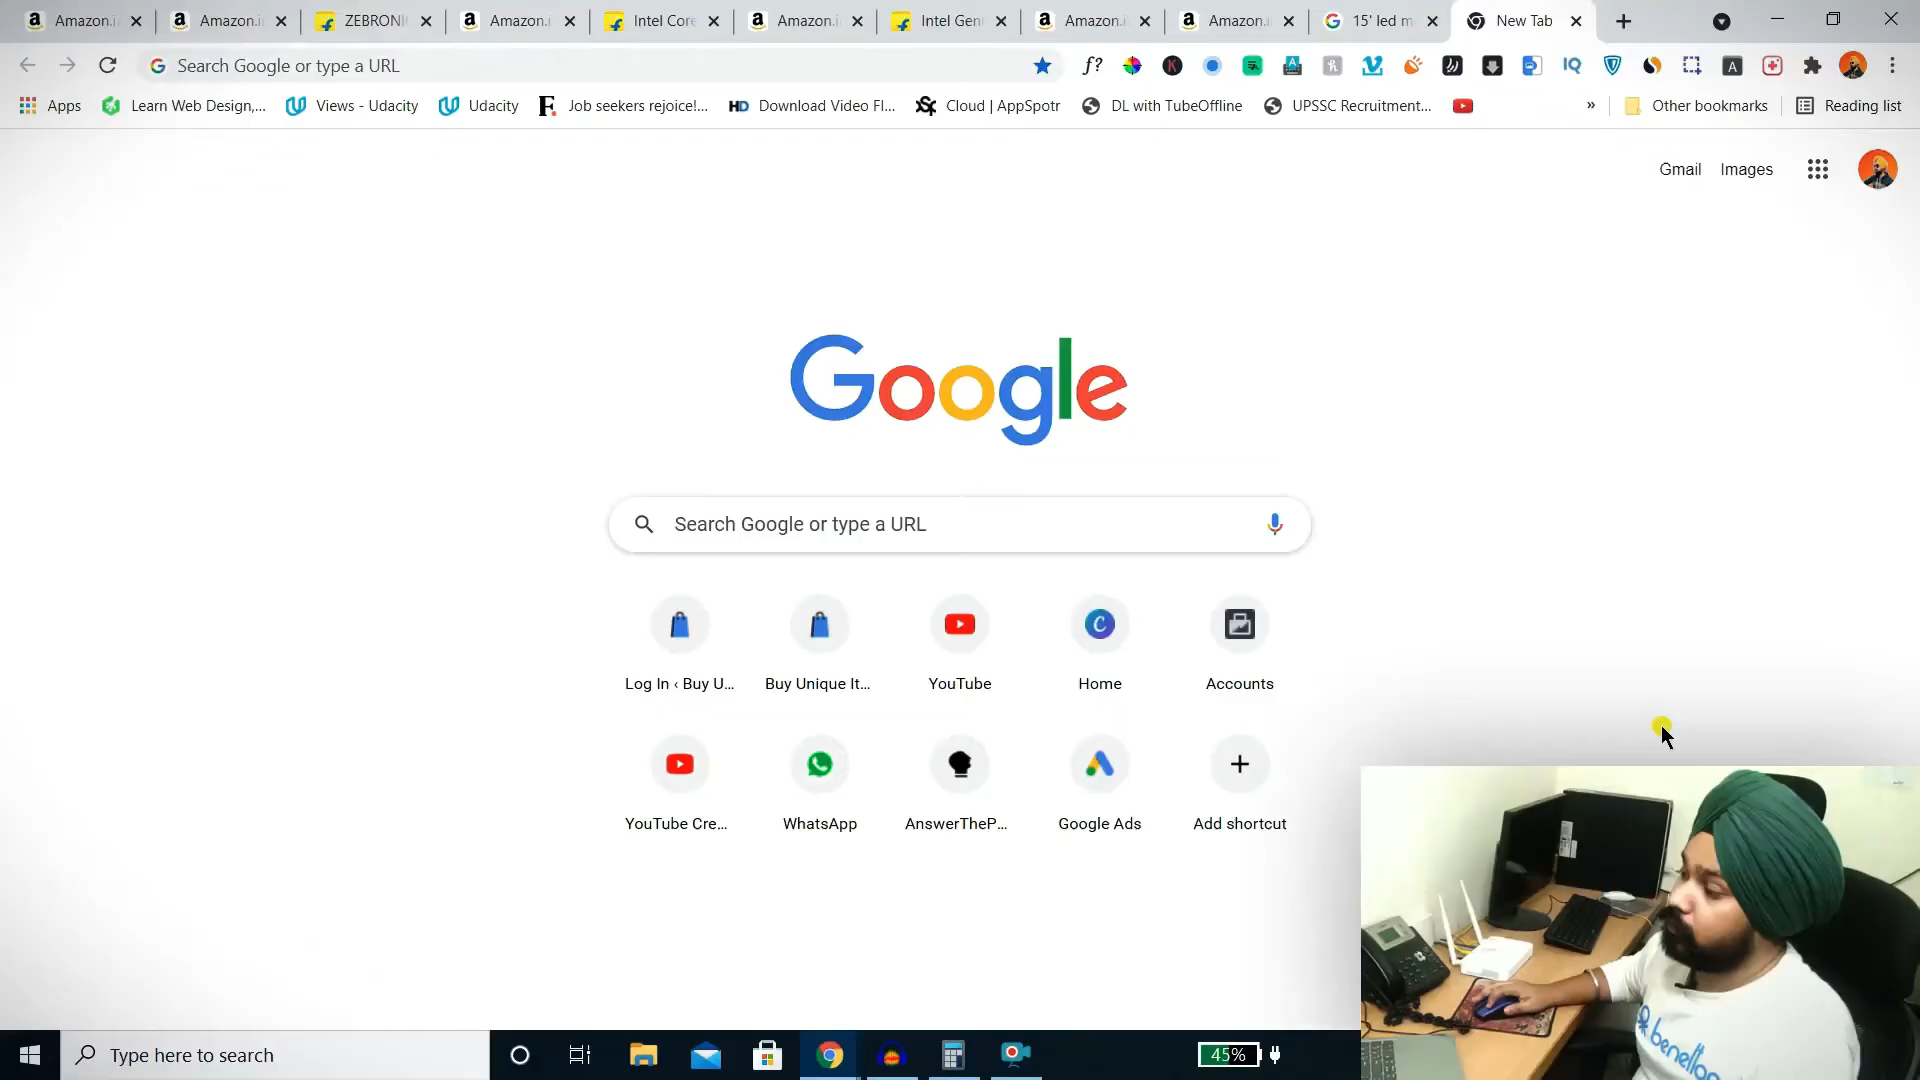 Amazon.i
Amazon.i
ZEBRONI
Amazon.i
Intel Core
Amazon.i
Intel Gen
Amazon.i
Amazon.i
15' led m
New Tab
Search Google or type a URL
f?
Apps
Learn Web Design,...
Views - Udacity
Udacity
Job seekers rejoice!...
HD Download Video Fl...
Cloud | AppSpotr
DL with TubeOffline
UPSSC Recruitment...
»
Other bookmarks
Reading list
Gmail
Images
Google
Search Google or type a URL
Log In ‹ Buy U...
Buy Unique It...
YouTube
Home
Accounts
YouTube Cre...
WhatsApp
AnswerTheP...
Google Ads
Add shortcut
benetton
Type here to search
45%